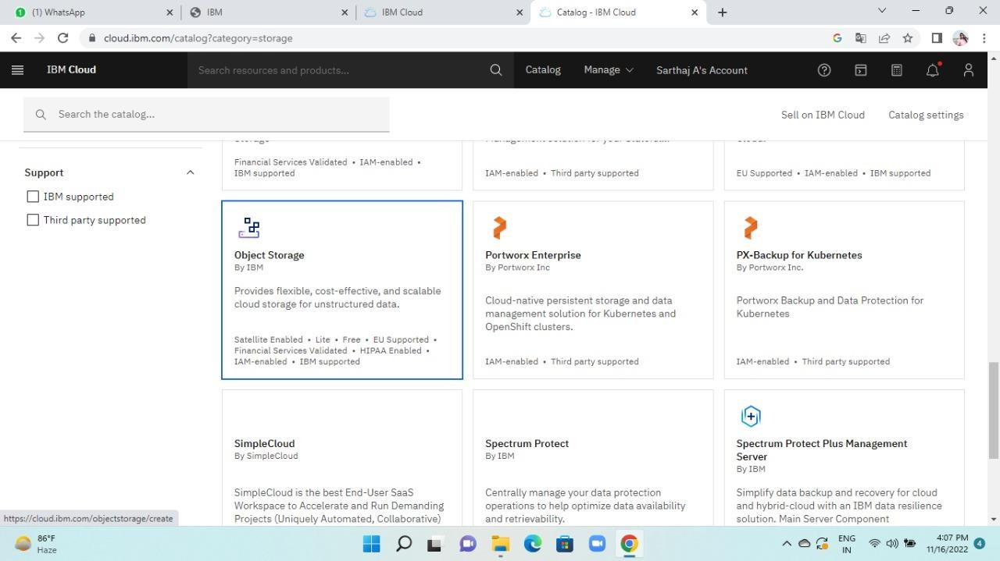 (1) WhatsApp
IBM
IBM Cloud
Catalog - IBM Cloud
cloud.ibm.com/catalog?category=storage
IBM Cloud
Search resources and products...
Catalog
Manage
Sarthaj A's Account
Search the catalog...
Sell on IBM Cloud
Catalog settings
Support
IBM supported
Third party supported
Financial Services Validated • IAM-enabled •
IBM supported
IAM-enabled • Third party supported
EU Supported • IAM-enabled • IBM supported
Object Storage
By IBM
Provides flexible, cost-effective, and scalable
cloud storage for unstructured data.
Satellite Enabled • Lite • Free • EU Supported •
Financial Services Validated • HIPAA Enabled •
IAM-enabled • IBM supported
Portworx Enterprise
By Portworx Inc
Cloud-native persistent storage and data
management solution for Kubernetes and
OpenShift clusters.
IAM-enabled • Third party supported
PX-Backup for Kubernetes
By Portworx Inc.
Portworx Backup and Data Protection for
Kubernetes
IAM-enabled • Third party supported
SimpleCloud
By SimpleCloud
SimpleCloud is the best End-User SaaS
Workspace to Accelerate and Run Demanding
Projects (Uniquely Automated, Collaborative)
Spectrum Protect
By IBM
Centrally manage your data protection
operations to help optimize data availability
and retrievability.
Spectrum Protect Plus Management
Server
By IBM
Simplify data backup and recovery for cloud
and hybrid-cloud with an IBM data resilience
solution. Main Server Component
https://cloud.ibm.com/objectstorage/create
86°F
Haze
ENG
IN
4:07 PM
11/16/2022
4